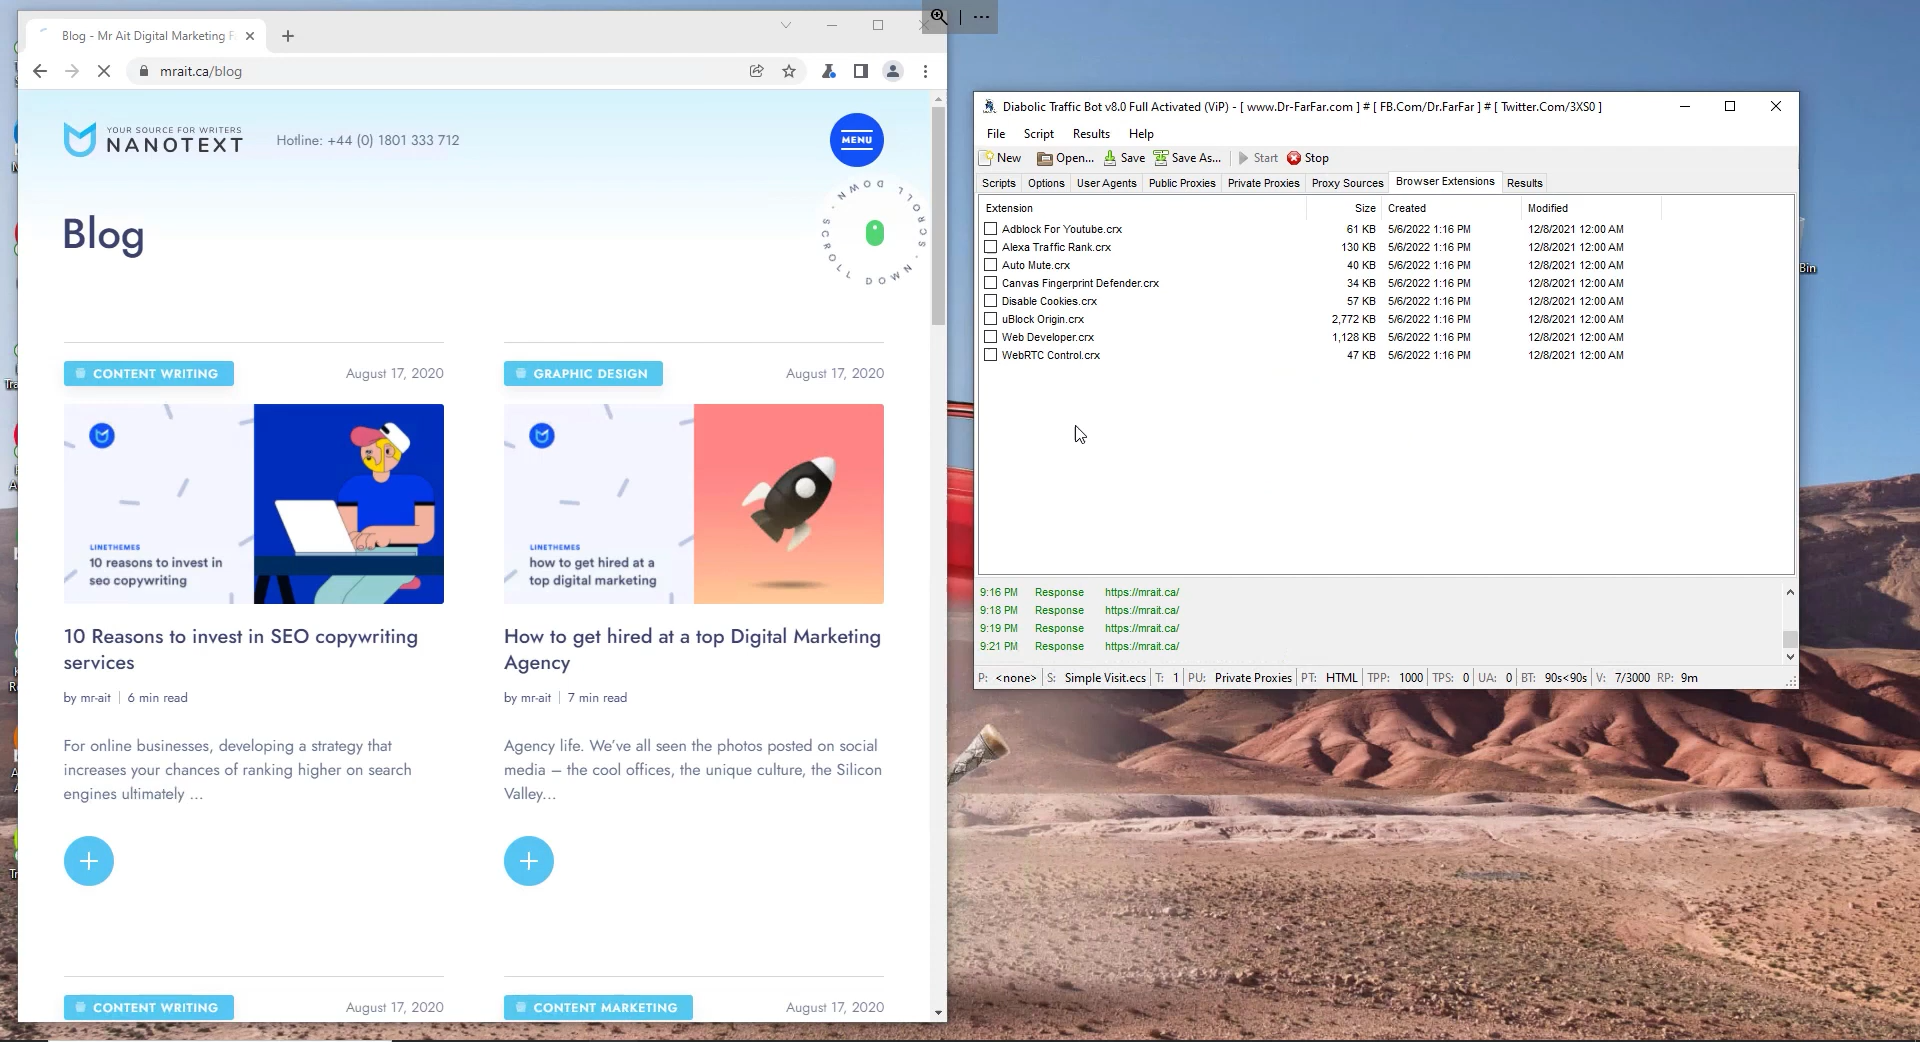 Blog - Mr Ait Digital Marketing F
mrait.ca/blog
YOUR SOURCE FOR WRITERS
NANOTEXT
Hotline: +44 (0) 1801 333 712
MENU
SCROLL DOWN - SCROLL DOWN -
Blog
CONTENT WRITING
August 17, 2020
LINETHEMES
10 reasons to invest in
seo copywriting
10 Reasons to invest in SEO copywriting
services
by mr-ait
6 min read
For online businesses, developing a strategy that
increases your chances of ranking higher on search
engines ultimately ...
GRAPHIC DESIGN
August 17, 2020
LINETHEMES
how to get hired at a
top digital marketing
How to get hired at a top Digital Marketing
Agency
by mr-ait
7 min read
Agency life. We've all seen the photos posted on social
media – the cool offices, the unique culture, the Silicon
Valley...
CONTENT WRITING
August 17, 2020
CONTENT MARKETING
August 17, 2020
Diabolic Traffic Bot v8.0 Full Activated (ViP) - [ www.Dr-FarFar.com ] # [ FB.Com/Dr.FarFar ] # [ Twitter.Com/3XS0 ]
File Script Results Help
New Open... Save Save As... Start Stop
Scripts Options User Agents Public Proxies Private Proxies Proxy Sources Browser Extensions Results
Extension Size Created Modified
Adblock For Youtube.crx 61 KB 5/6/2022 1:16 PM 12/8/2021 12:00 AM
Alexa Traffic Rank.crx 130 KB 5/6/2022 1:16 PM 12/8/2021 12:00 AM
Auto Mute.crx 40 KB 5/6/2022 1:16 PM 12/8/2021 12:00 AM
Canvas Fingerprint Defender.crx 34 KB 5/6/2022 1:16 PM 12/8/2021 12:00 AM
Disable Cookies.crx 57 KB 5/6/2022 1:16 PM 12/8/2021 12:00 AM
uBlock Origin.crx 2,772 KB 5/6/2022 1:16 PM 12/8/2021 12:00 AM
Web Developer.crx 1,128 KB 5/6/2022 1:16 PM 12/8/2021 12:00 AM
WebRTC Control.crx 47 KB 5/6/2022 1:16 PM 12/8/2021 12:00 AM
9:16 PM Response https://mrait.ca/
9:18 PM Response https://mrait.ca/
9:19 PM Response https://mrait.ca/
9:21 PM Response https://mrait.ca/
P: <none> S: Simple Visit.ecs T: 1 PU: Private Proxies PT: HTML TPP: 1000 TPS: 0 UA: 0 BT: 90s<90s V: 7/3000 RP: 9m
Bin